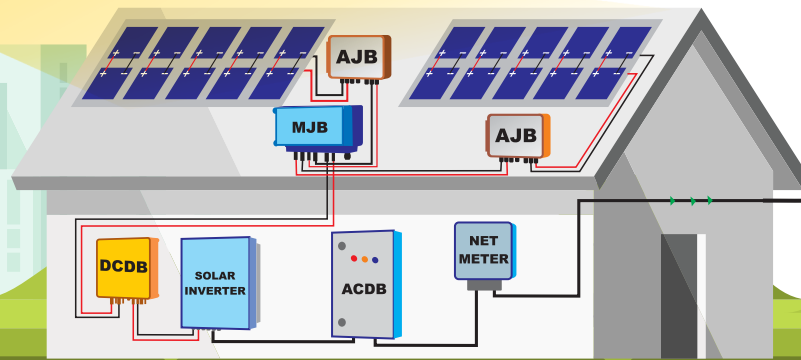 AJB
MJB
AJB
DCDB
SOLAR
INVERTER
ACDB
NET
METER